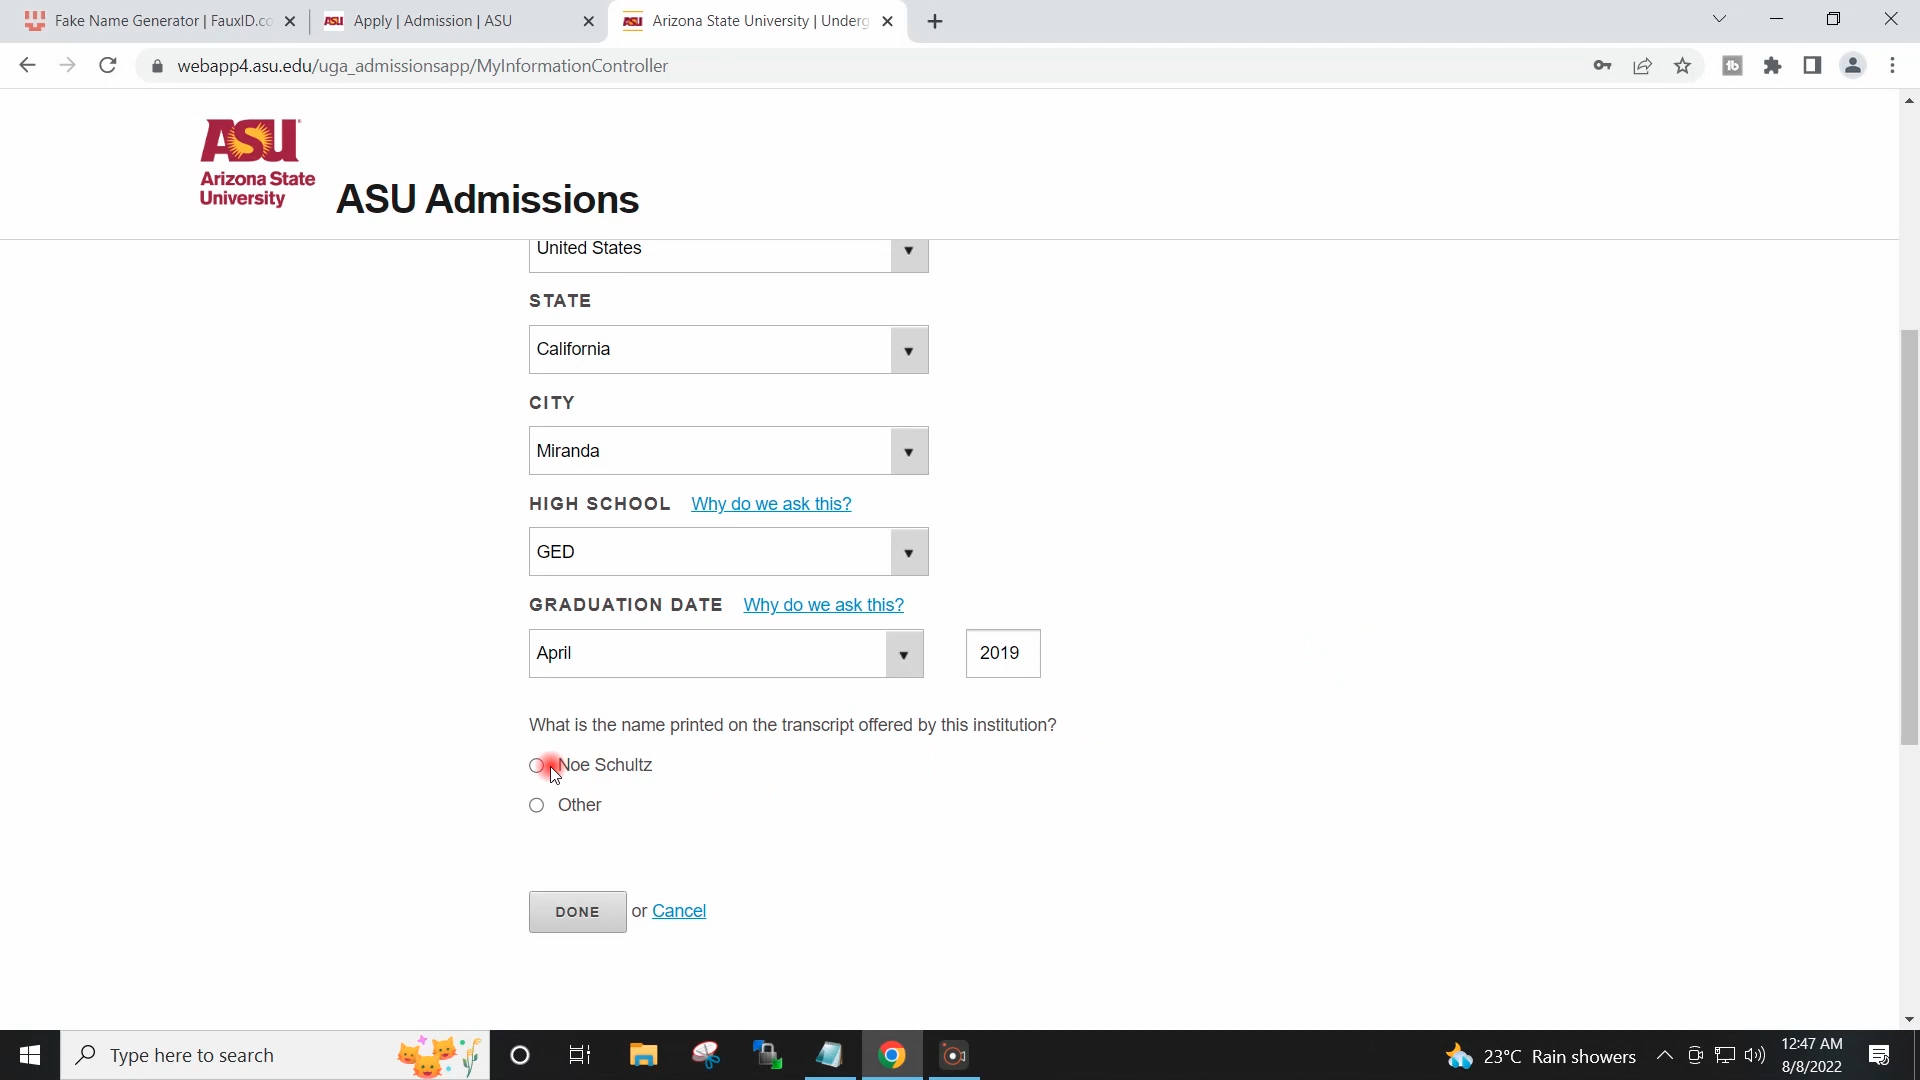 Fake Name Generator | FauxID.co
ASU Apply | Admission | ASU
ASU Arizona State University | Underg
webapp4.asu.edu/uga_admissionsapp/MyInformationController
ASU
Arizona State
University
ASU Admissions
United States
STATE
California
CITY
Miranda
HIGH SCHOOL Why do we ask this?
GED
GRADUATION DATE Why do we ask this?
April 2019
What is the name printed on the transcript offered by this institution?
Noe Schultz
Other
DONE or Cancel
Type here to search
23°C Rain showers
12:47 AM
8/8/2022